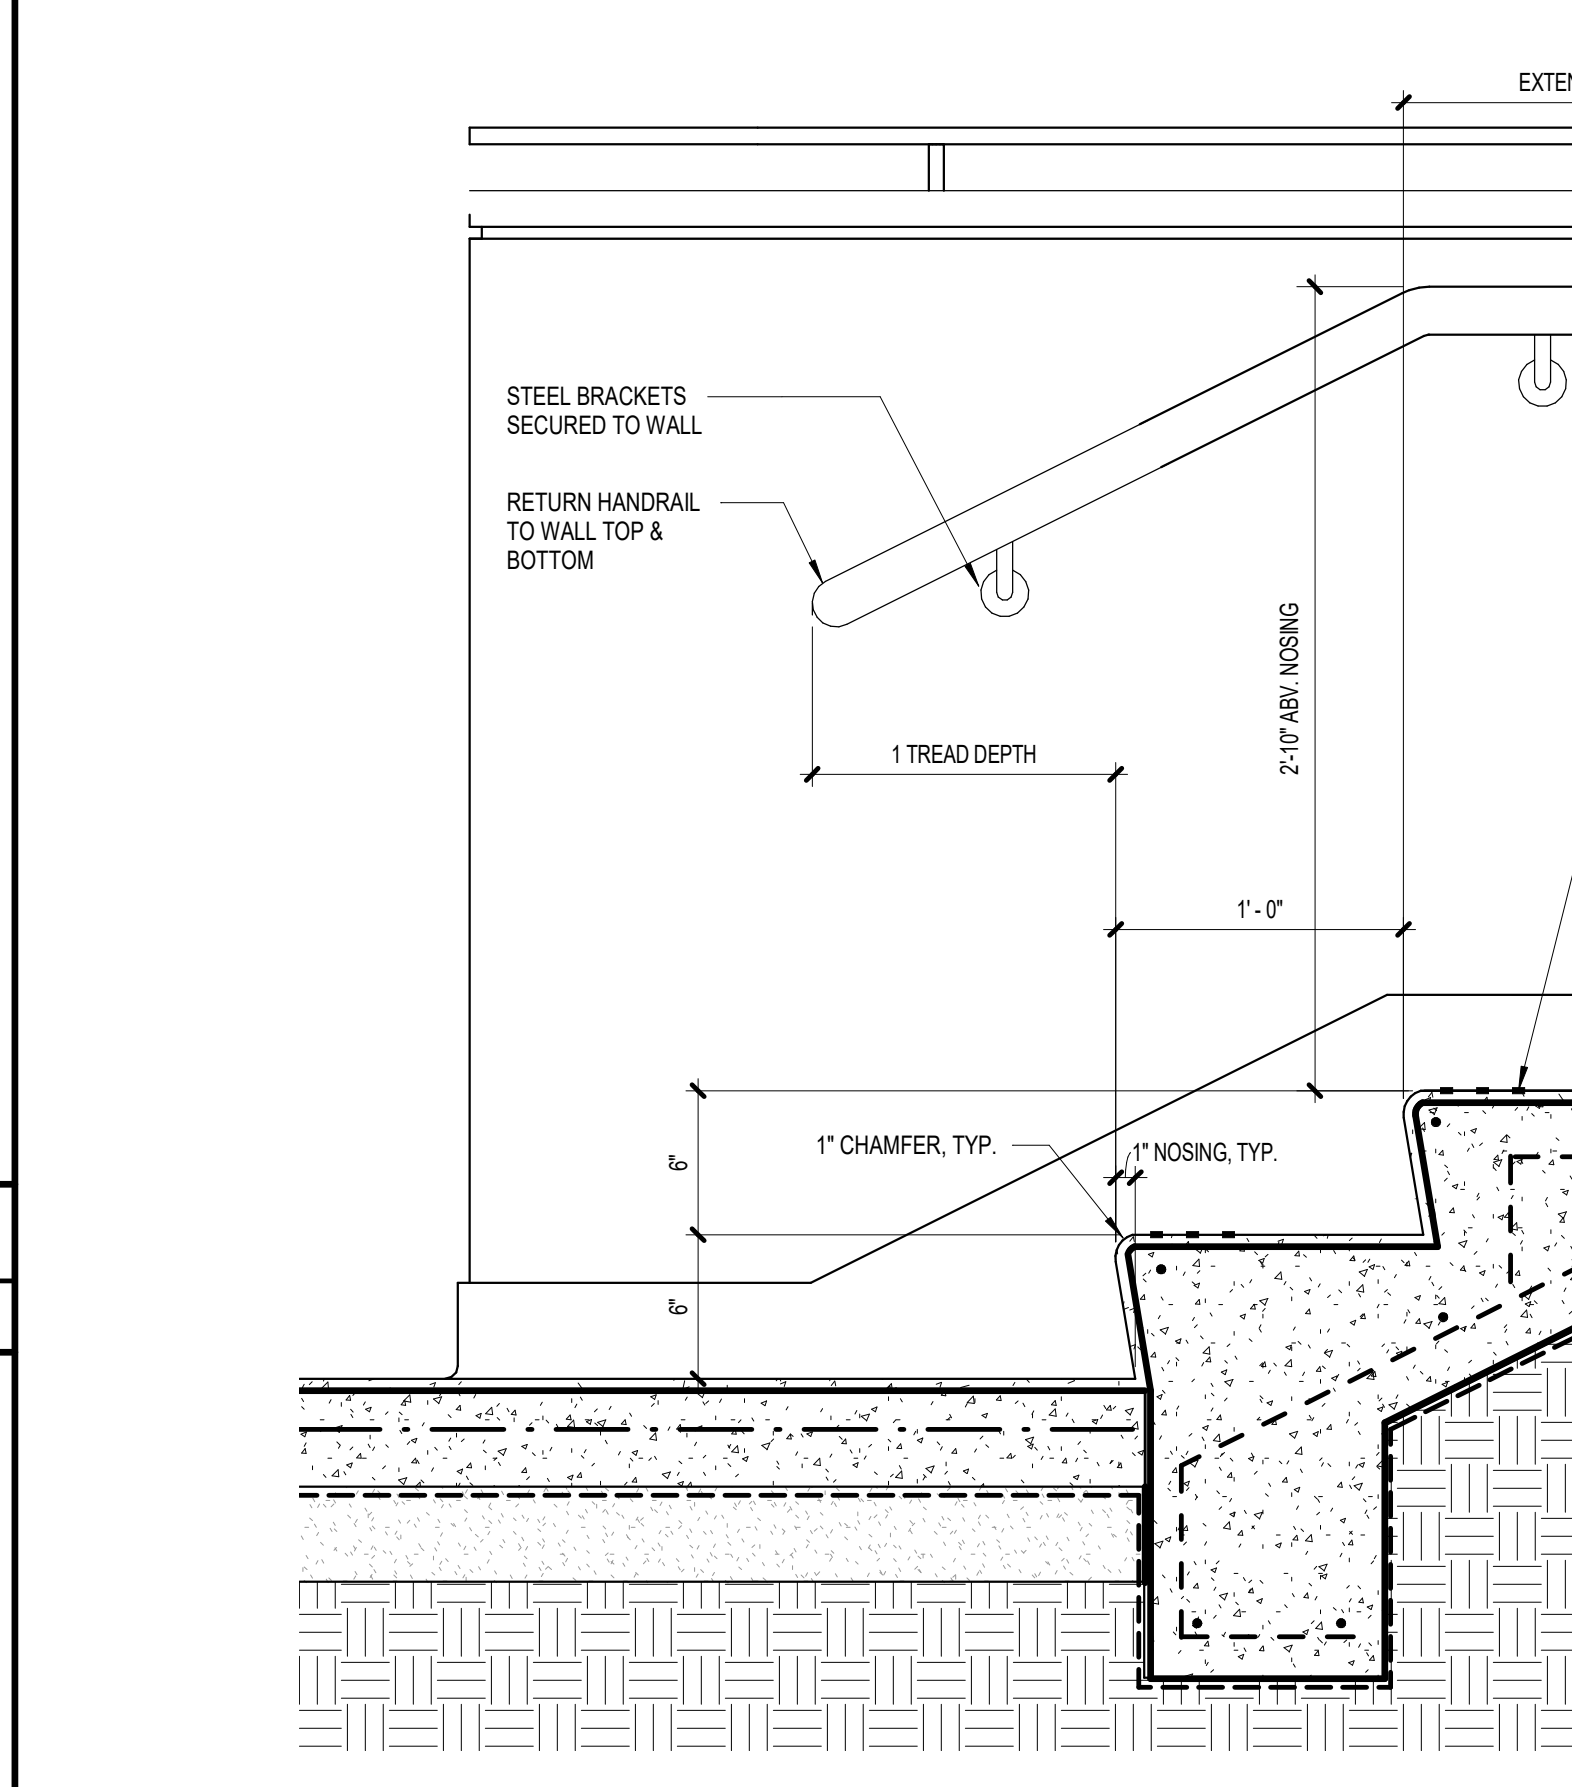 STEEL BRACKETS
SECURED TO WALL
RETURN HANDRAIL
TO WALL TOP &
BOTTOM
2'-10" ABV. NOSING
1 TREAD DEPTH
1' - 0"
1" CHAMFER, TYP.
1" NOSING, TYP.
6"
6"